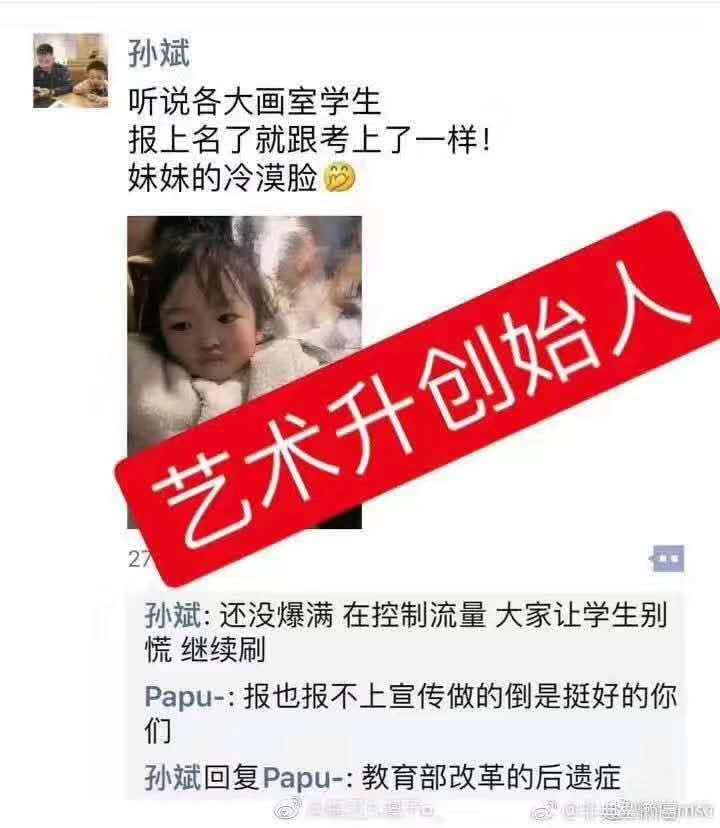 孙斌
听说各大画室学生
报上名了就跟考上了一样！
妹妹的冷漠脸🤭
艺术升创始人
27
孙斌: 还没爆满 在控制流量 大家让学生别
慌 继续刷
Papu-: 报也报不上宣传做的倒是挺好的你
们
孙斌回复Papu-: 教育部改革的后遗症